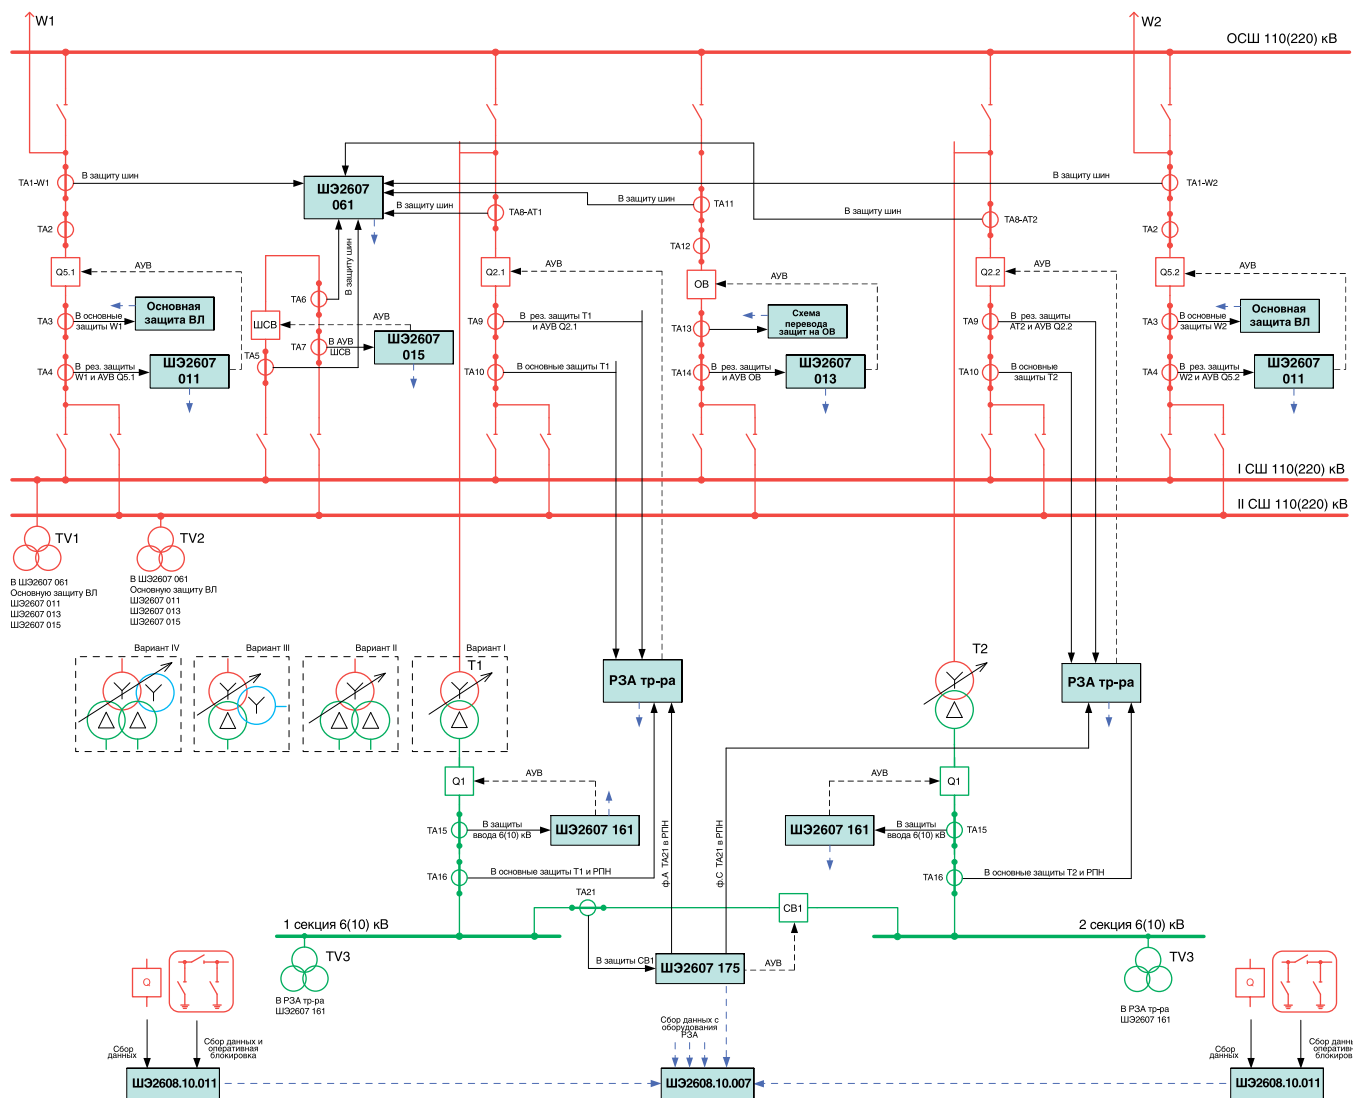 W1
W2
ОСШ 110(220) кВ
TA1-W1
В защиту шин
ШЭ2607
061
В защиту шин
TA1-W2
В защиту шин
TA11
В защиту шин
TA8-AT1
В защиту шин
TA8-AT2
TA2
TA12
TA2
В защиту шин
Q5.1
АУВ
Q2.1
АУВ
ОВ
АУВ
Q2.2
АУВ
Q5.2
АУВ
TA6
ШСВ
АУВ
TA3
В основные
защиты W1
Основная
защита ВЛ
TA7
В АУВ
ШСВ
ШЭ2607
015
TA5
TA9
В рез. защиты Т1
и АУВ Q2.1
TA13
Схема
перевода
защит на ОВ
TA9
В рез. защиты
АТ2 и АУВ Q2.2
TA3
В основные
защиты W2
Основная
защита ВЛ
TA4
В рез. защиты
W1 и АУВ Q5.1
ШЭ2607
011
TA10
В основные защиты Т1
TA14
В рез. защиты
и АУВ ОВ
ШЭ2607
013
TA10
В основные
защиты Т2
TA4
В рез. защиты
W2 и АУВ Q5.2
ШЭ2607
011
I СШ 110(220) кВ
II СШ 110(220) кВ
TV1
В ШЭ2607 061
Основную защиту ВЛ
ШЭ2607 011
ШЭ2607 013
ШЭ2607 015
TV2
В ШЭ2607 061
Основную защиту ВЛ
ШЭ2607 011
ШЭ2607 013
ШЭ2607 015
Вариант IV
Вариант III
Вариант II
Вариант I
T1
РЗА тр-ра
T2
РЗА тр-ра
Q1
АУВ
АУВ
Q1
TA15
В защиты
ввода 6(10) кВ
ШЭ2607 161
ШЭ2607 161
В защиты
ввода 6(10) кВ
TA15
TA16
В основные защиты Т1 и РПН
ф.А ТА21 в РПН
ф.С ТА21 в РПН
TA16
В основные защиты Т2 и РПН
TA21
СВ1
1 секция 6(10) кВ
2 секция 6(10) кВ
TV3
В РЗА тр-ра
ШЭ2607 161
В защиты СВ1
ШЭ2607 175
АУВ
TV3
В РЗА тр-ра
ШЭ2607 161
Q
Q
Сбор
данных
Сбор данных и
оперативная
блокировка
Сбор данных с
оборудования
РЗА
Сбор
данных
Сбор данн
оперативн
блокиров
ШЭ2608.10.011
ШЭ2608.10.007
ШЭ2608.10.011